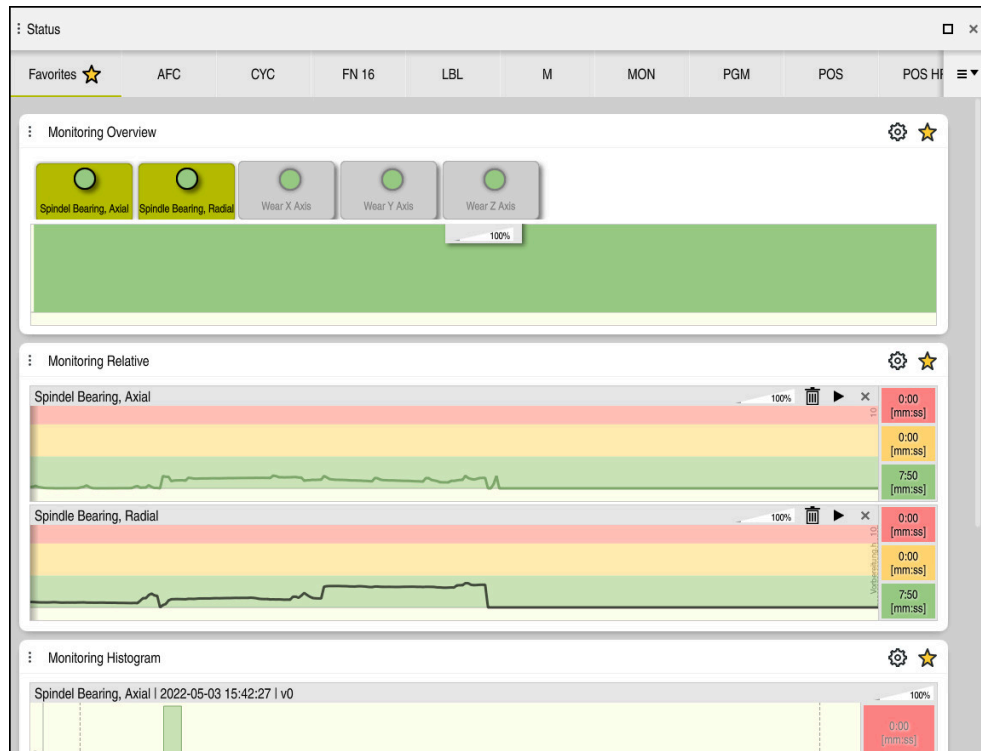 Status
Favorites AFC CYC FN 16 LBL M MON PGM POS POS
Monitoring Overview
Spindel Bearing, Axial Spindle Bearing, Radial Wear X Axis Wear Y Axis Wear Z Axis
100%
Monitoring Relative
Spindel Bearing, Axial 100%
10
0:00
[mm:ss]
0:00
[mm:ss]
7:50
[mm:ss]
Spindle Bearing, Radial 100%
Vorbereitung.h 10
0:00
[mm:ss]
0:00
[mm:ss]
7:50
[mm:ss]
Monitoring Histogram
Spindel Bearing, Axial | 2022-05-03 15:42:27 | v0 100%
0:00
[mm:ss]